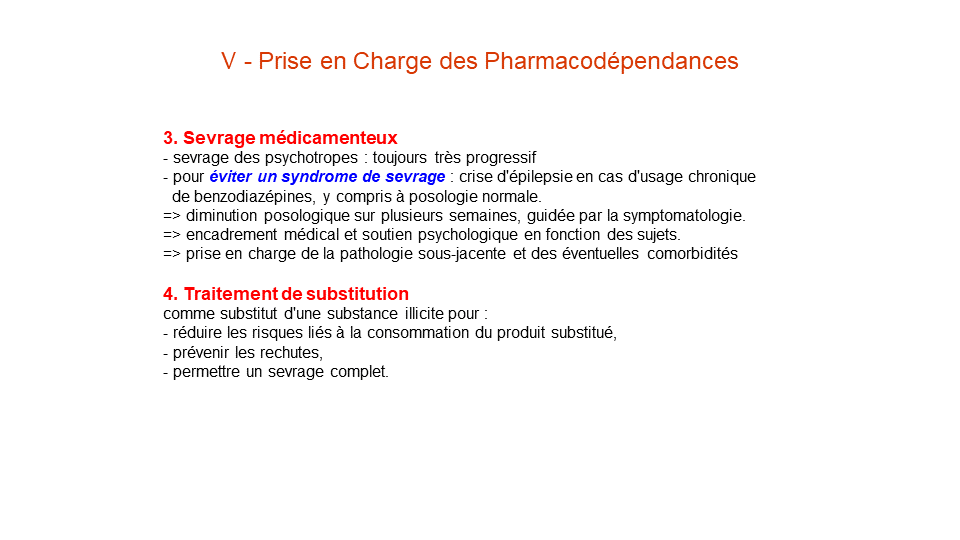 V - Prise en Charge des Pharmacodépendances
3. Sevrage médicamenteux
- sevrage des psychotropes : toujours très progressif
- pour éviter un syndrome de sevrage : crise d'épilepsie en cas d'usage chronique
de benzodiazépines, y compris à posologie normale.
=> diminution posologique sur plusieurs semaines, guidée par la symptomatologie.
=> encadrement médical et soutien psychologique en fonction des sujets.
=> prise en charge de la pathologie sous-jacente et des éventuelles comorbidités
4. Traitement de substitution
comme substitut d'une substance illicite pour :
- réduire les risques liés à la consommation du produit substitué,
- prévenir les rechutes,
- permettre un sevrage complet.